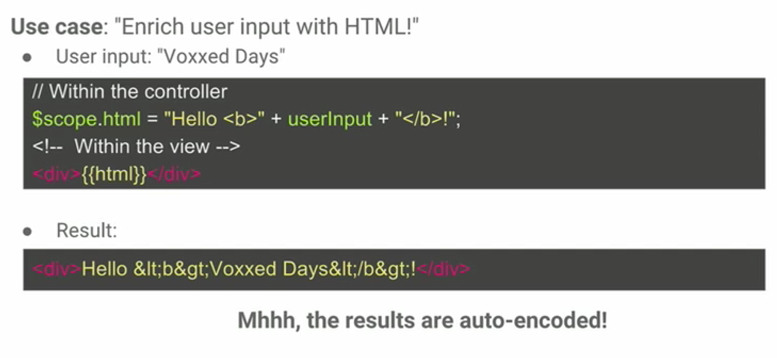 Use case: "Enrich user input with HTML!"
● User input: "Voxxed Days"
// Within the controller
$scope.html = "Hello <b>" + userInput + "</b>!";
<!-- Within the view -->
<div>{{html}}</div>
● Result:
<div>Hello &lt;b&gt;Voxxed Days&lt;/b&gt;!</div>
Mhhh, the results are auto-encoded!